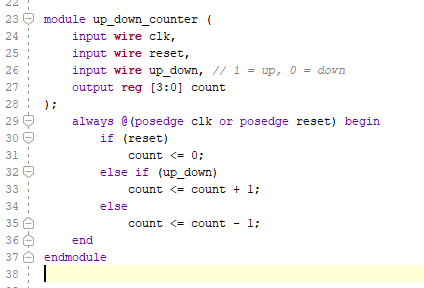 22
23 module up_down_counter (
24     input wire clk,
25     input wire reset,
26     input wire up_down, // 1 = up, 0 = down
27     output reg [3:0] count
28 );
29     always @(posedge clk or posedge reset) begin
30         if (reset)
31             count <= 0;
32         else if (up_down)
33             count <= count + 1;
34         else
35             count <= count - 1;
36     end
37 endmodule
38